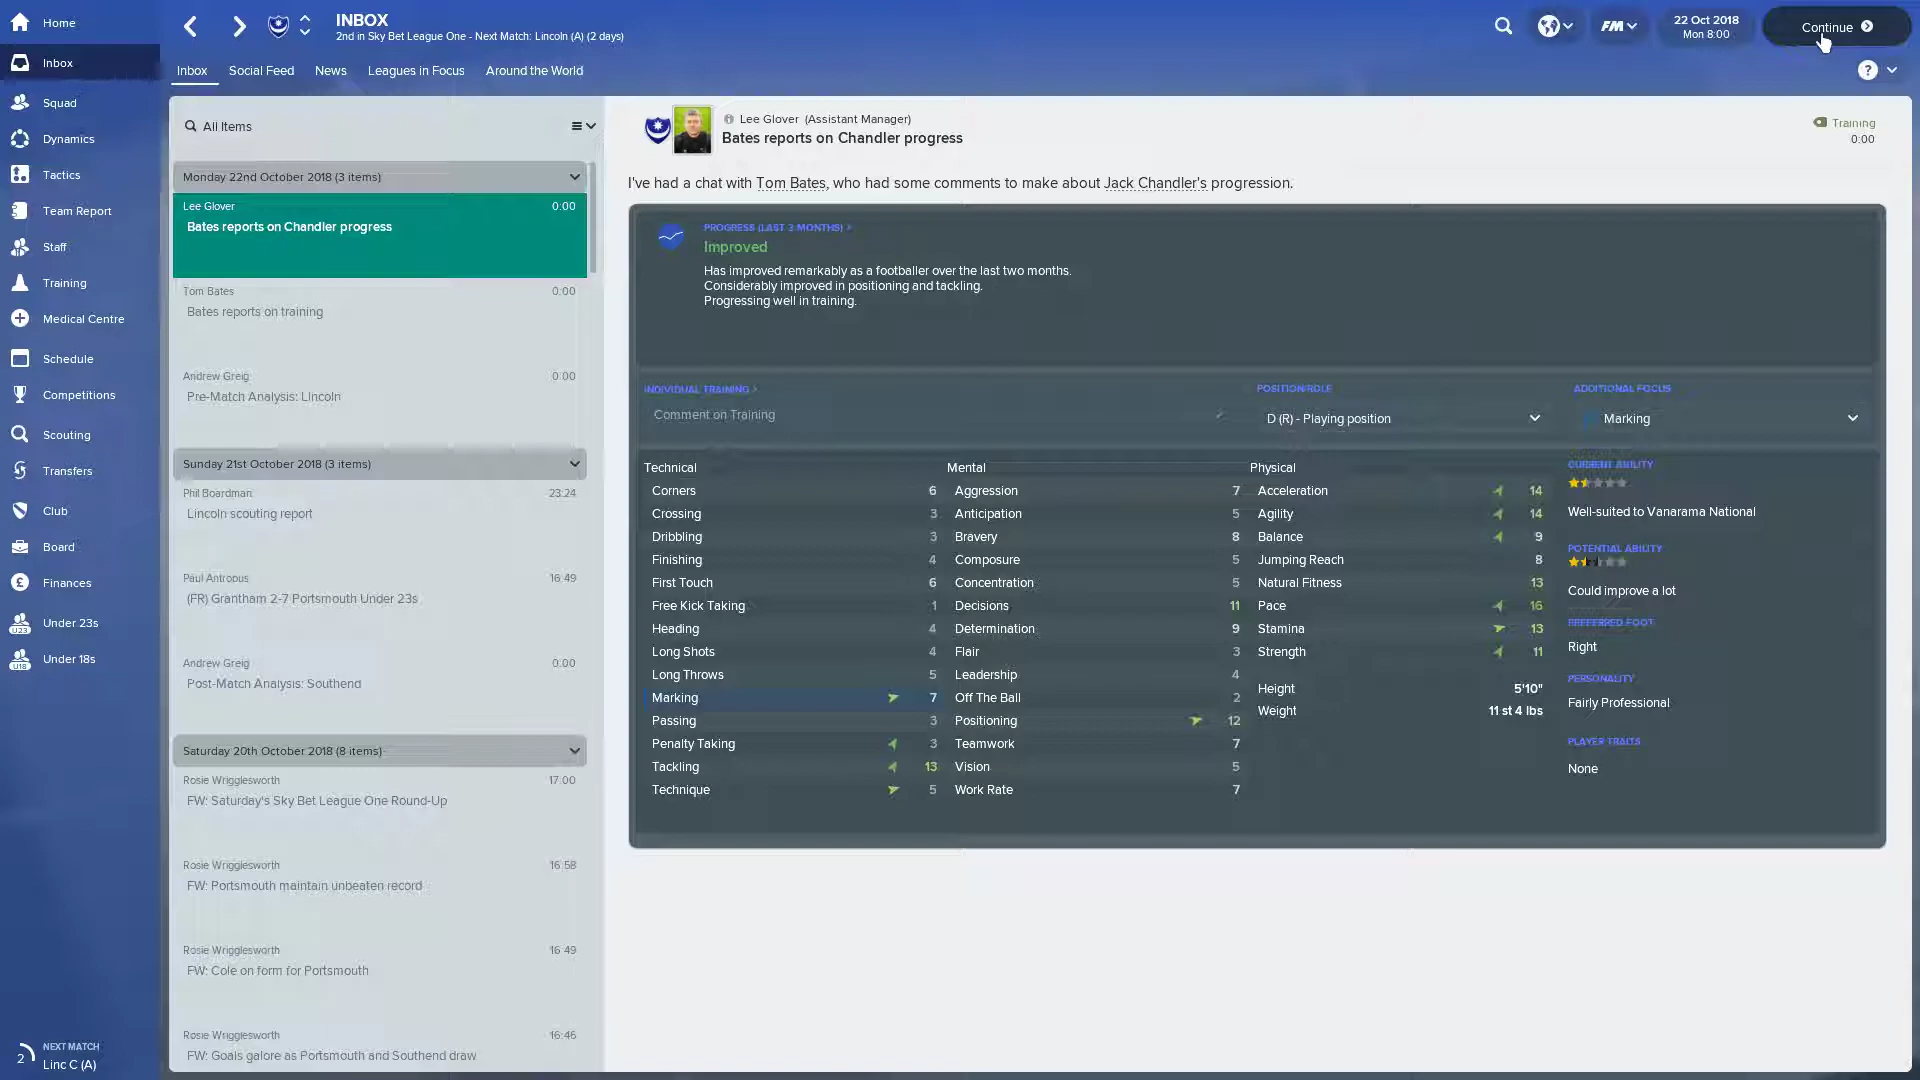 Home
Inbox
Squad
Dynamics
Tactics
Team Report
Staff
Training
Medical Centre
Schedule
Competitions
Scouting
Transfers
Club
Board
Finances
U23
Under 23s
U18
Under 18s
2
NEXT MATCH
Linc C (A)
INBOX
2nd in Sky Bet League One - Next Match: Lincoln (A) (2 days)
FM
22 Oct 2018
Mon 8:00
Continue
Inbox Social Feed News Leagues in Focus Around the World
?
All Items
Monday 22nd October 2018 (3 items)
Lee Glover 0:00
Bates reports on Chandler progress
Tom Bates 0:00
Bates reports on training
Andrew Greig 0:00
Pre-Match Analysis: Lincoln
Sunday 21st October 2018 (3 items)
Phil Boardman 23:24
Lincoln scouting report
Paul Antropus 16:49
(FR) Grantham 2-7 Portsmouth Under 23s
Andrew Greig 0:00
Post-Match Analysis: Southend
Saturday 20th October 2018 (8 items)
Rosie Wrigglesworth 17:00
FW: Saturday's Sky Bet League One Round-Up
Rosie Wrigglesworth 16:58
FW: Portsmouth maintain unbeaten record
Rosie Wrigglesworth 16:49
FW: Cole on form for Portsmouth
Rosie Wrigglesworth 16:46
FW: Goals galore as Portsmouth and Southend draw
Lee Glover (Assistant Manager)
Bates reports on Chandler progress
Training
0:00
I've had a chat with Tom Bates, who had some comments to make about Jack Chandler's progression.
PROGRESS (LAST 3 MONTHS) >
Improved
Has improved remarkably as a footballer over the last two months.
Considerably improved in positioning and tackling.
Progressing well in training.
INDIVIDUAL TRAINING > POSITION/ROLE ADDITIONAL FOCUS
Comment on Training D (R) - Playing position Marking
Technical Mental Physical
Corners 6 Aggression 7 Acceleration 14
Crossing 3 Anticipation 5 Agility 14
Dribbling 3 Bravery 8 Balance 9
Finishing 4 Composure 5 Jumping Reach 8
First Touch 6 Concentration 5 Natural Fitness 13
Free Kick Taking 1 Decisions 11 Pace 16
Heading 4 Determination 9 Stamina 13
Long Shots 4 Flair 3 Strength 11
Long Throws 5 Leadership 4
Marking 7 Off The Ball 2
Passing 3 Positioning 12
Penalty Taking 3 Teamwork 7
Tackling 13 Vision 5
Technique 5 Work Rate 7
Height 5'10"
Weight 11 st 4 lbs
CURRENT ABILITY
Well-suited to Vanarama National
POTENTIAL ABILITY
Could improve a lot
PREFERRED FOOT
Right
PERSONALITY
Fairly Professional
PLAYER TRAITS
None